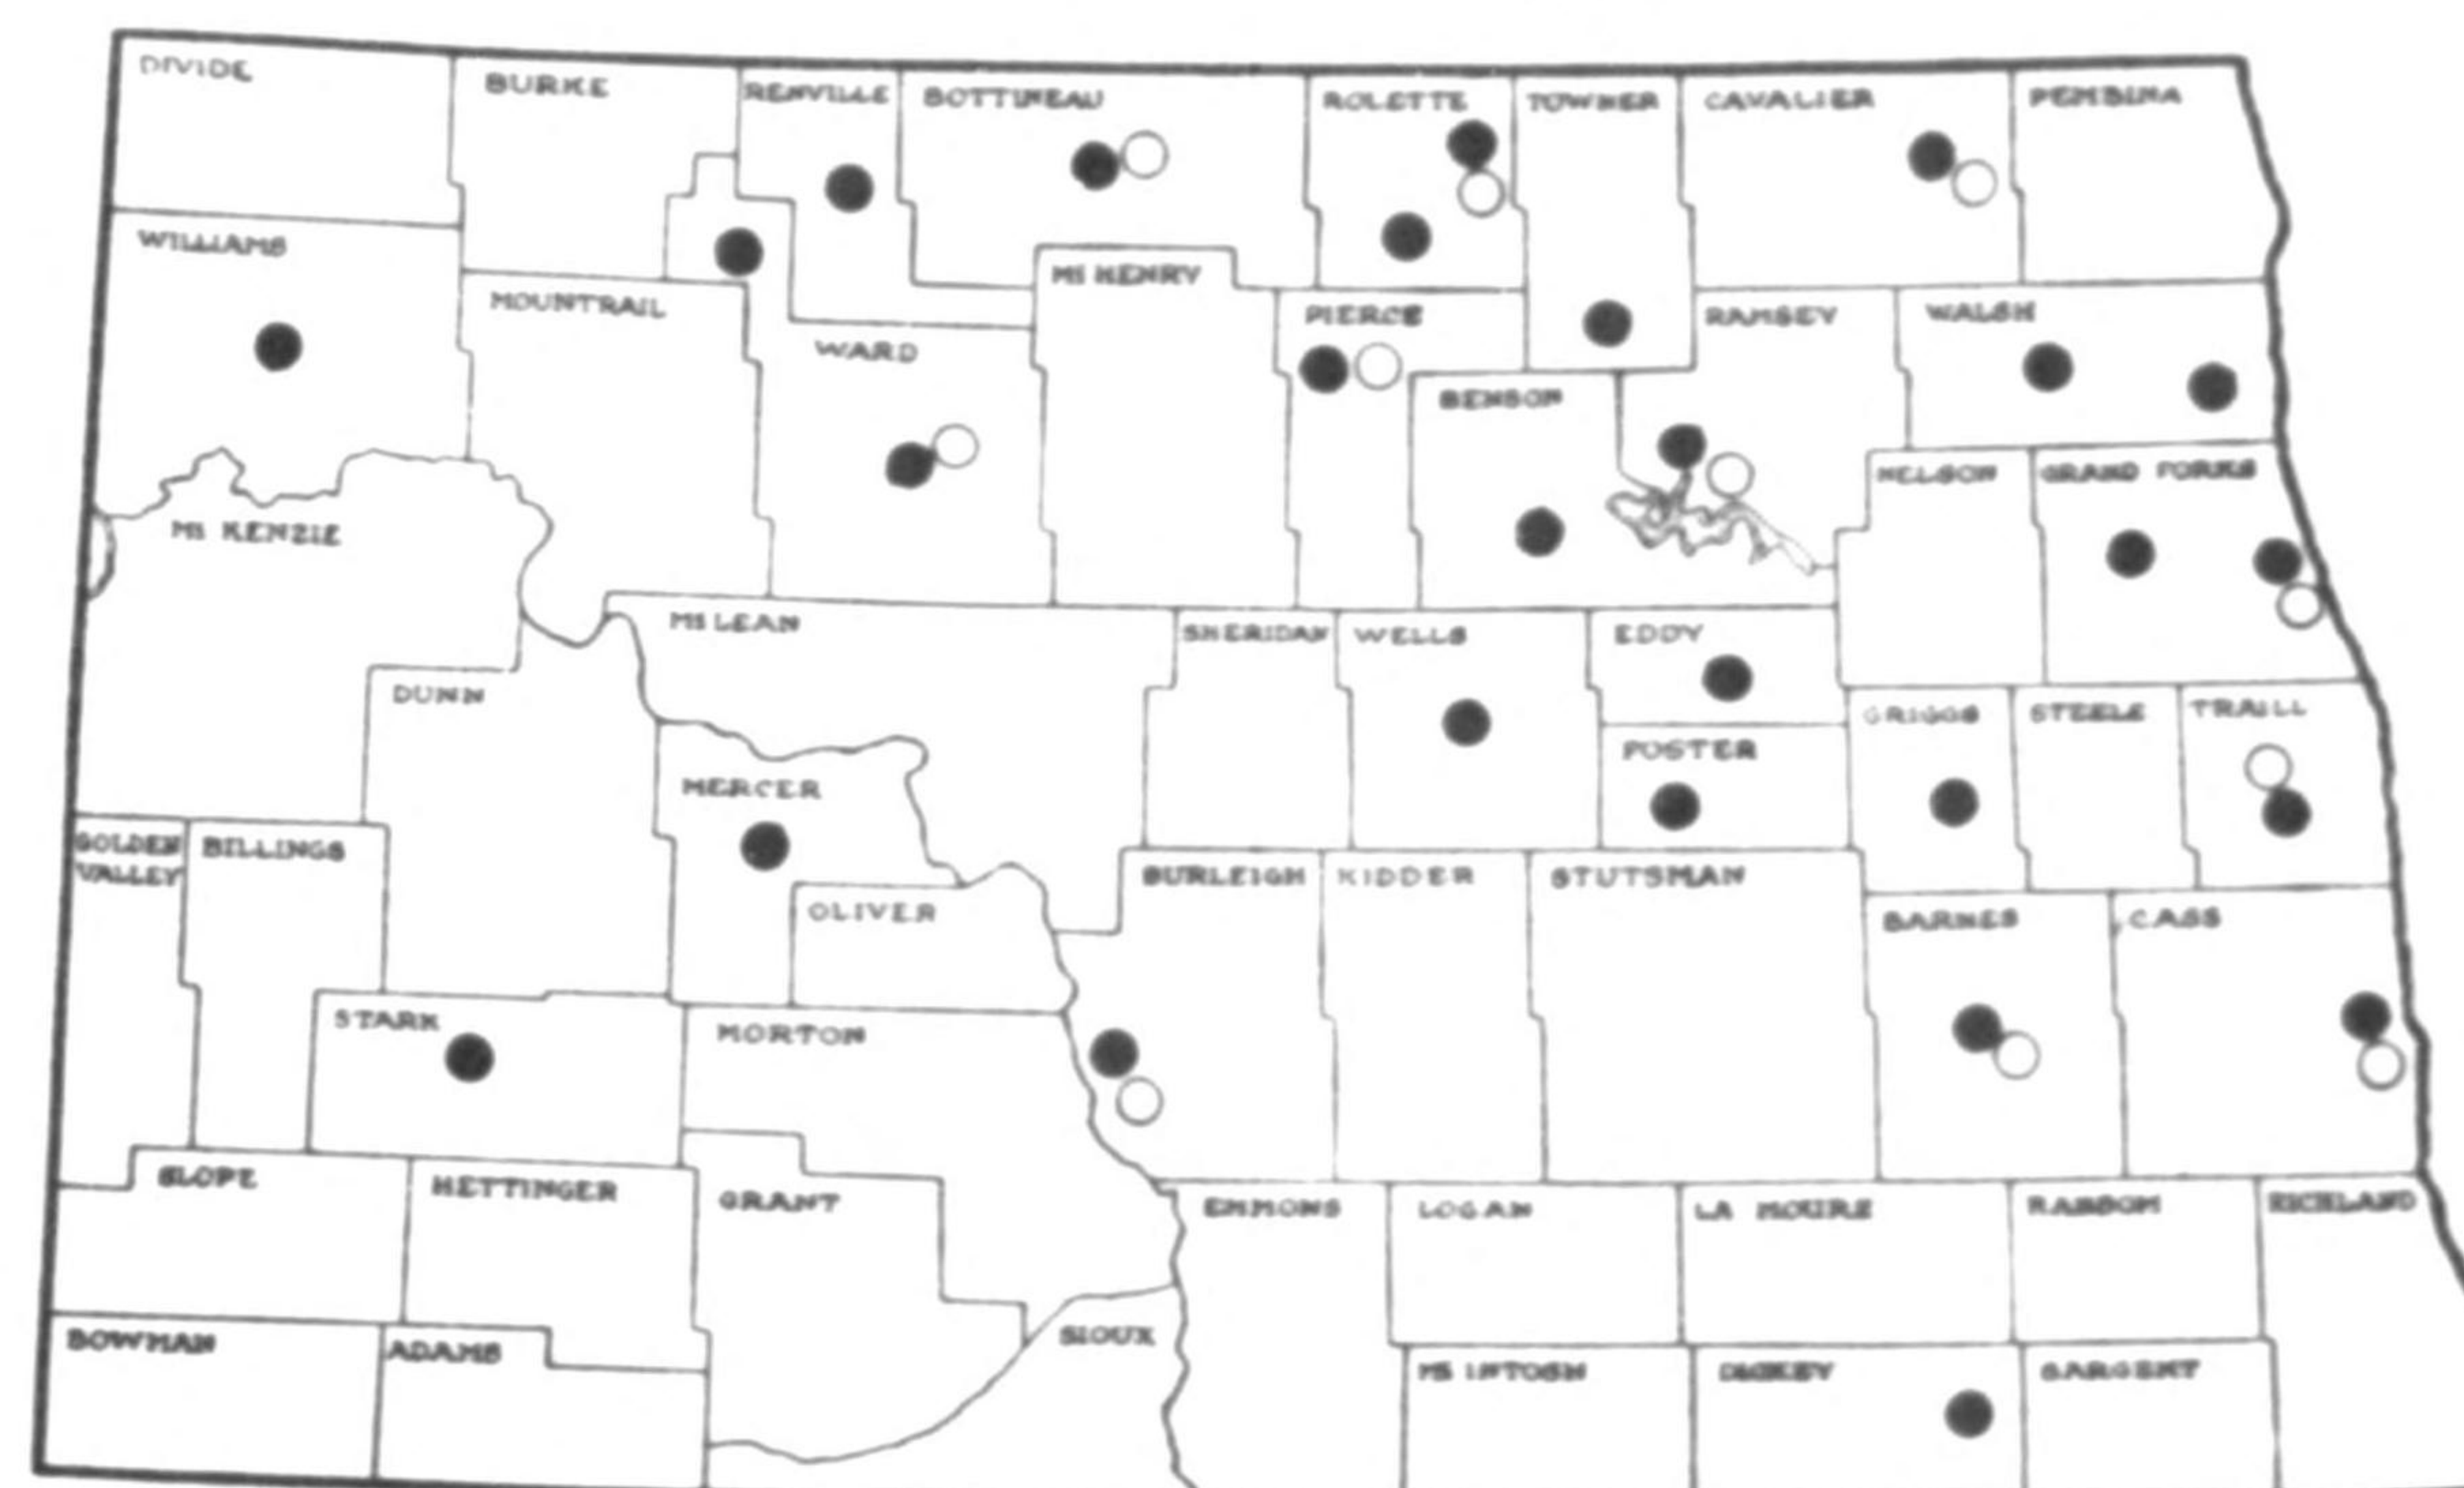 DIVIDE
BURKE
RENVILLE
BOTTINEAU
ROLETTE
TOWNER
CAVALIER
PEMBINA
WILLIAMS
MOUNTRAIL
WARD
Mc HENRY
PIERCE
BENSON
RAMSEY
WALSH
NELSON
GRAND FORKS
Mc KENZIE
DUNN
Mc LEAN
MERCER
OLIVER
SHERIDAN
WELLS
EDDY
FOSTER
GRIGGS
STEELE
TRAILL
GOLDEN
VALLEY
BILLINGS
STARK
MORTON
BURLEIGH
KIDDER
STUTSMAN
BARNES
CASS
SLOPE
HETTINGER
GRANT
SIOUX
EMMONS
LOGAN
LA MOURE
RANSOM
RICHLAND
BOWMAN
ADAMS
Mc INTOSH
DICKEY
SARGENT